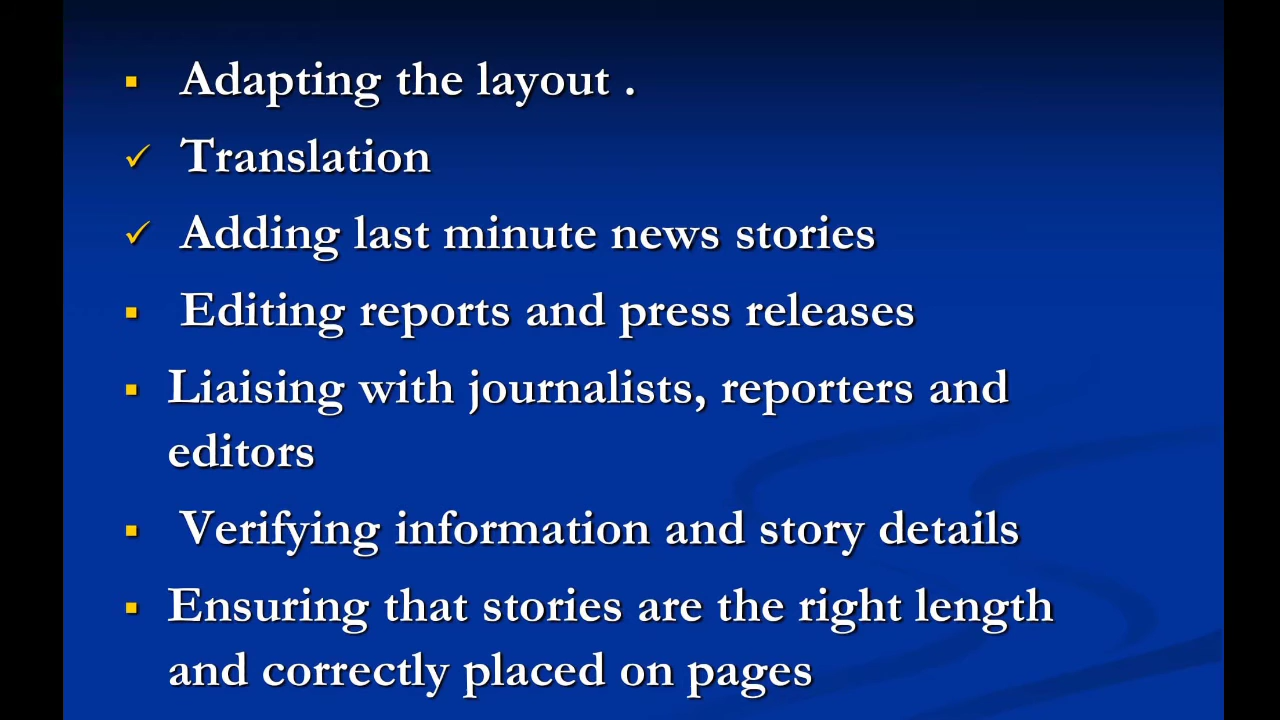 ▪ Adapting the layout .
✓ Translation
✓ Adding last minute news stories
▪ Editing reports and press releases
▪ Liaising with journalists, reporters and
editors
▪ Verifying information and story details
▪ Ensuring that stories are the right length
and correctly placed on pages